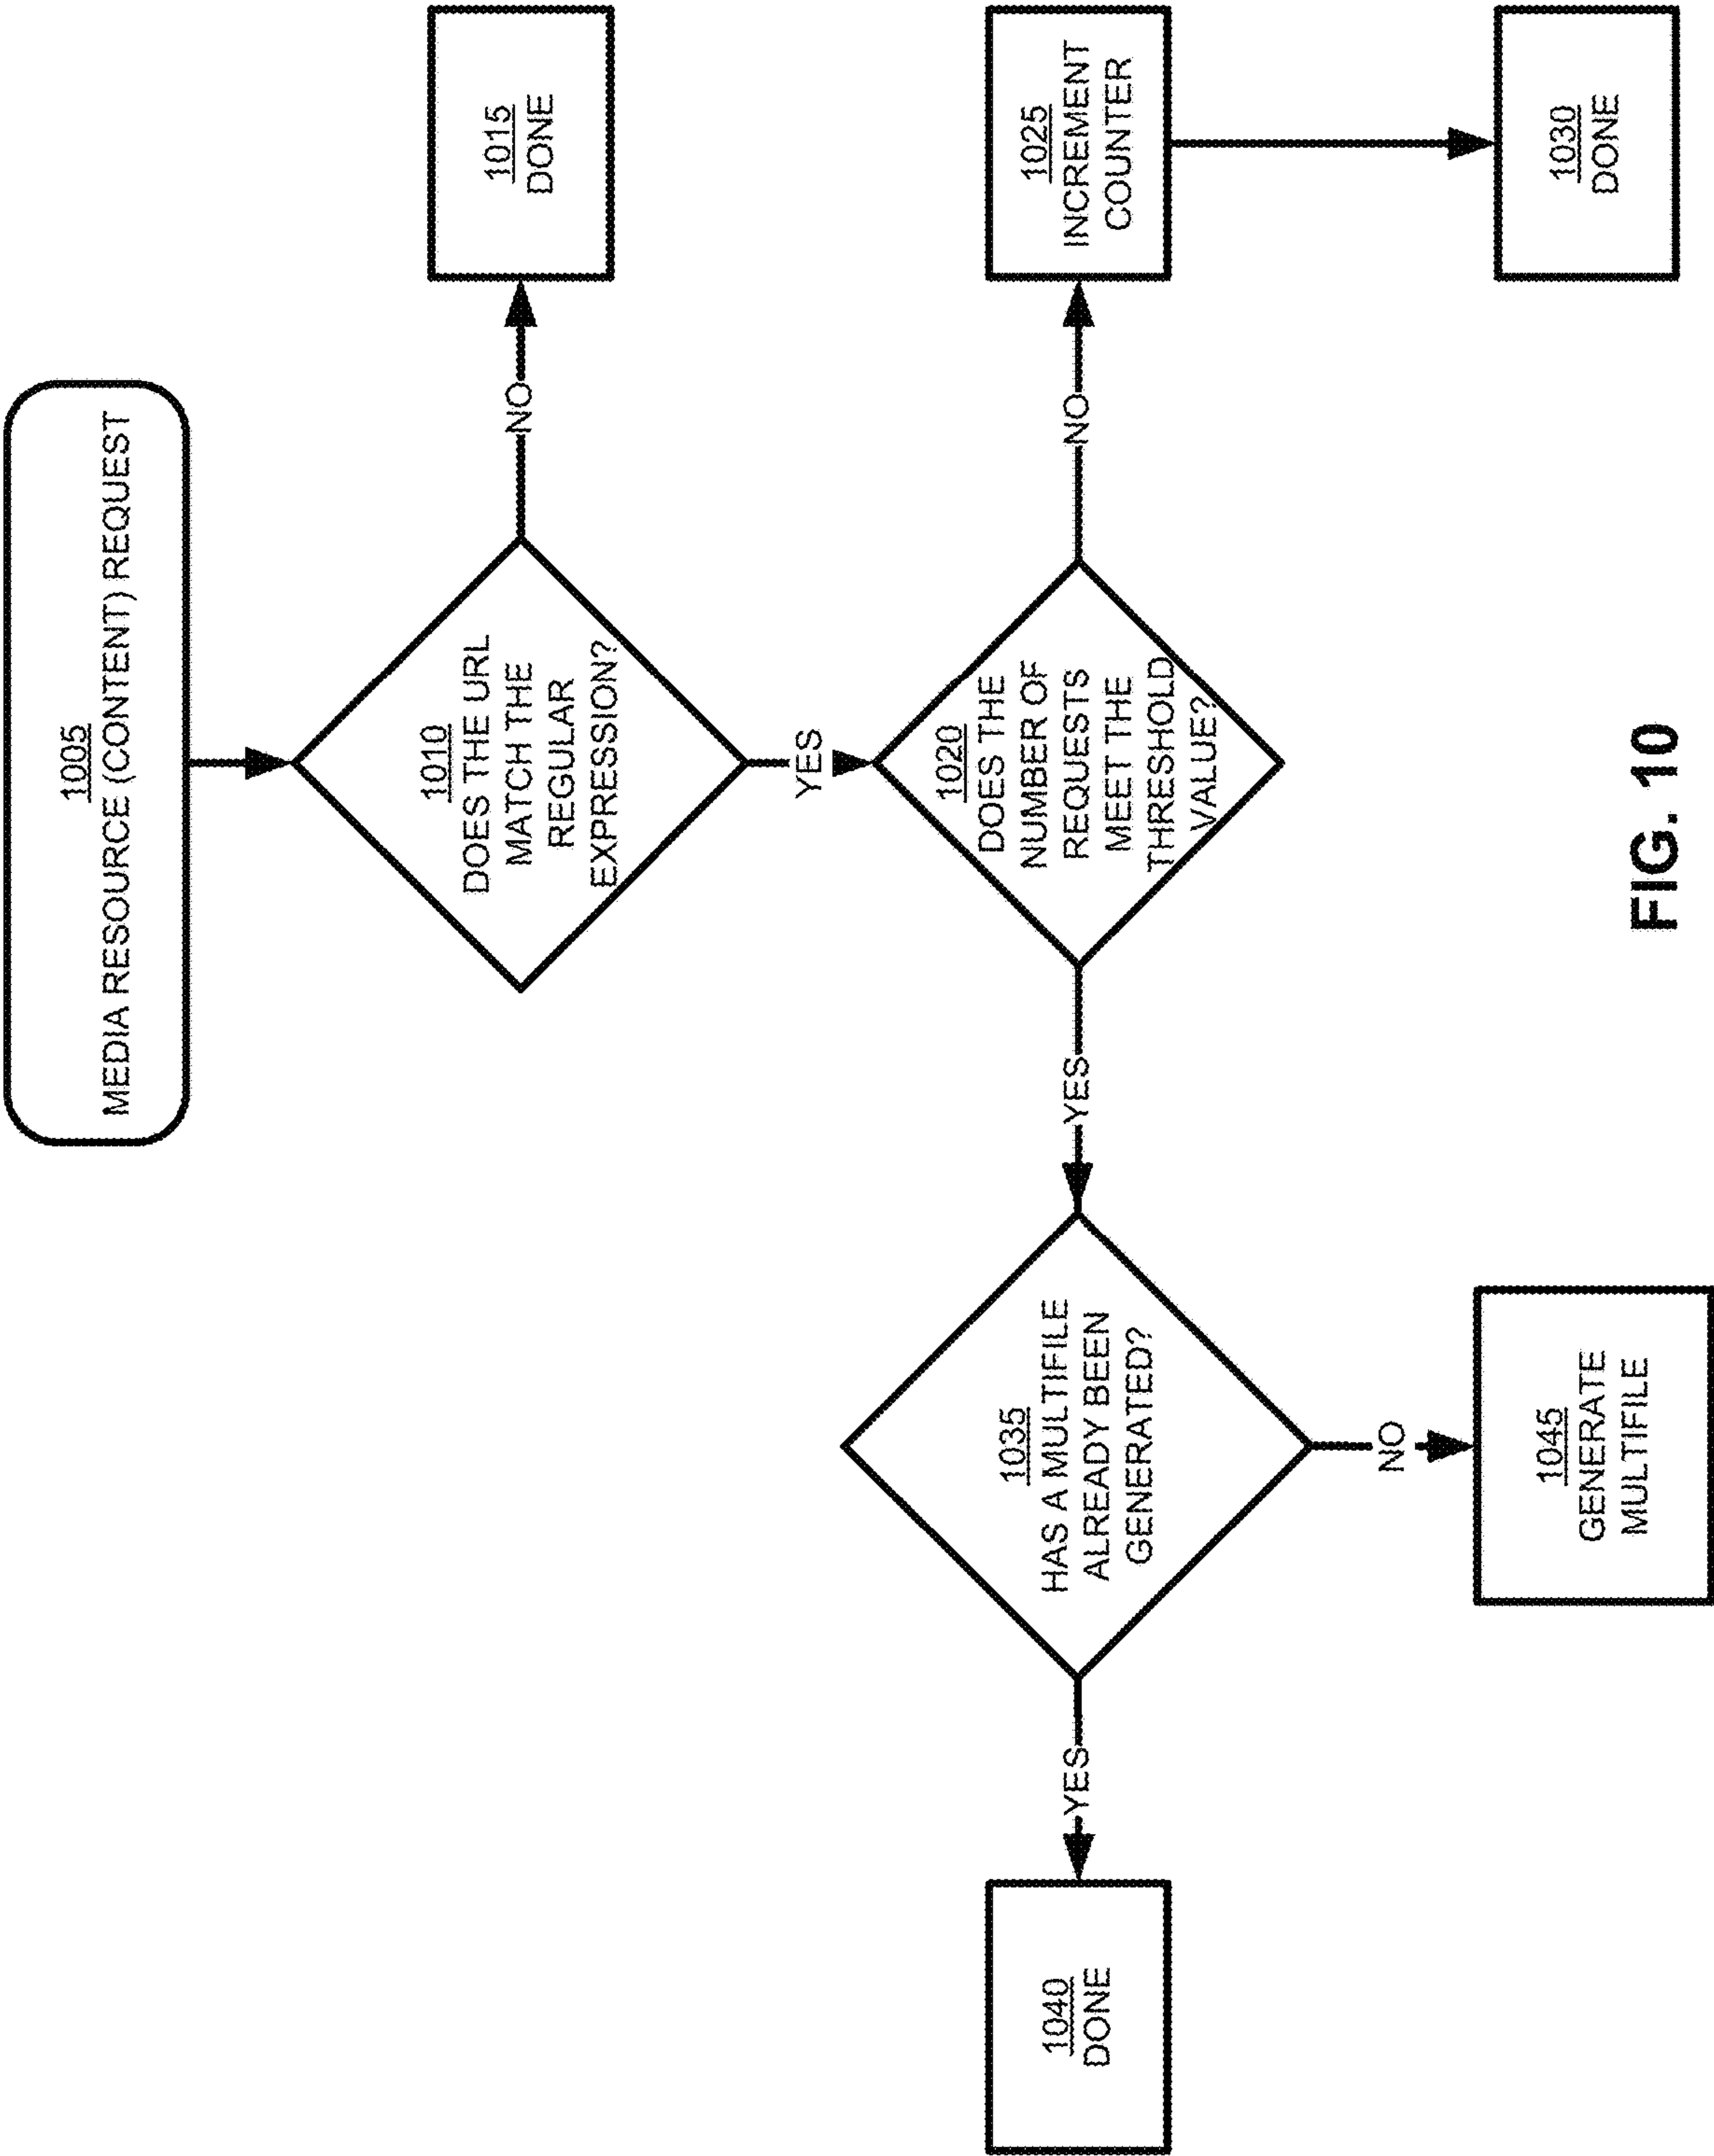 1005
MEDIA RESOURCE (CONTENT) REQUEST
1010
DOES THE URL
MATCH THE
REGULAR
EXPRESSION?
NO
1015
DONE
YES
1020
DOES THE
NUMBER OF
REQUESTS
MEET THE
THRESHOLD
VALUE?
NO
1025
INCREMENT
COUNTER
1030
DONE
YES
1035
HAS A MULTIFILE
ALREADY BEEN
GENERATED?
YES
1040
DONE
NO
1045
GENERATE
MULTIFILE
FIG. 10